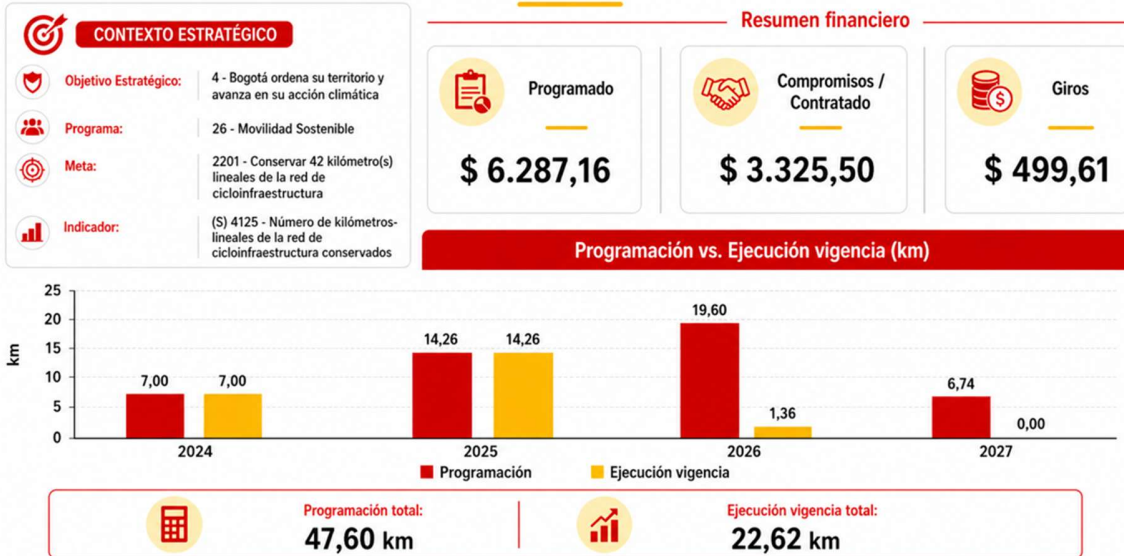 CONTEXTO ESTRATÉGICO
Objetivo Estratégico:
4 - Bogotá ordena su territorio y
avanza en su acción climática
Programa:
26 - Movilidad Sostenible
Meta:
2201 - Conservar 42 kilómetro(s)
lineales de la red de
cicloinfraestructura
Indicador:
(S) 4125 - Número de kilómetros-
lineales de la red de
cicloinfraestructura conservados
Resumen financiero
Programado
$ 6.287,16
Compromisos /
Contratado
$ 3.325,50
Giros
$ 499,61
Programación vs. Ejecución vigencia (km)
km
25
20
15
10
5
0
7,00
7,00
14,26
14,26
19,60
1,36
6,74
0,00
2024
2025
2026
2027
Programación
Ejecución vigencia
Programación total:
47,60 km
Ejecución vigencia total:
22,62 km